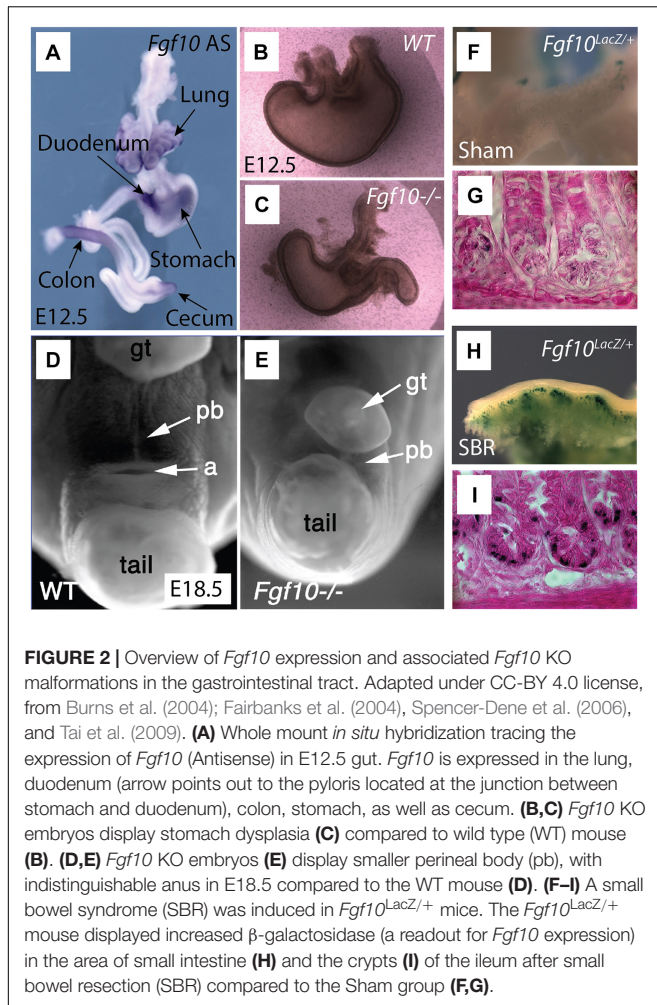 A
Fgf10 AS
Lung
Duodenum
Stomach
Colon
Cecum
E12.5
B
WT
E12.5
C
Fgf10-/-
F
Fgf10LacZ/+
Sham
G
H
Fgf10LacZ/+
SBR
I
D
gt
pb
a
tail
WT
E18.5
E
gt
pb
tail
Fgf10-/-
FIGURE 2 | Overview of Fgf10 expression and associated Fgf10 KO
malformations in the gastrointestinal tract. Adapted under CC-BY 4.0 license,
from Burns et al. (2004); Fairbanks et al. (2004), Spencer-Dene et al. (2006),
and Tai et al. (2009). (A) Whole mount in situ hybridization tracing the
expression of Fgf10 (Antisense) in E12.5 gut. Fgf10 is expressed in the lung,
duodenum (arrow points out to the pyloris located at the junction between
stomach and duodenum), colon, stomach, as well as cecum. (B,C) Fgf10 KO
embryos display stomach dysplasia (C) compared to wild type (WT) mouse
(B). (D,E) Fgf10 KO embryos (E) display smaller perineal body (pb), with
indistinguishable anus in E18.5 compared to the WT mouse (D). (F–I) A small
bowel syndrome (SBR) was induced in Fgf10LacZ/+ mice. The Fgf10LacZ/+
mouse displayed increased β-galactosidase (a readout for Fgf10 expression)
in the area of small intestine (H) and the crypts (I) of the ileum after small
bowel resection (SBR) compared to the Sham group (F,G).